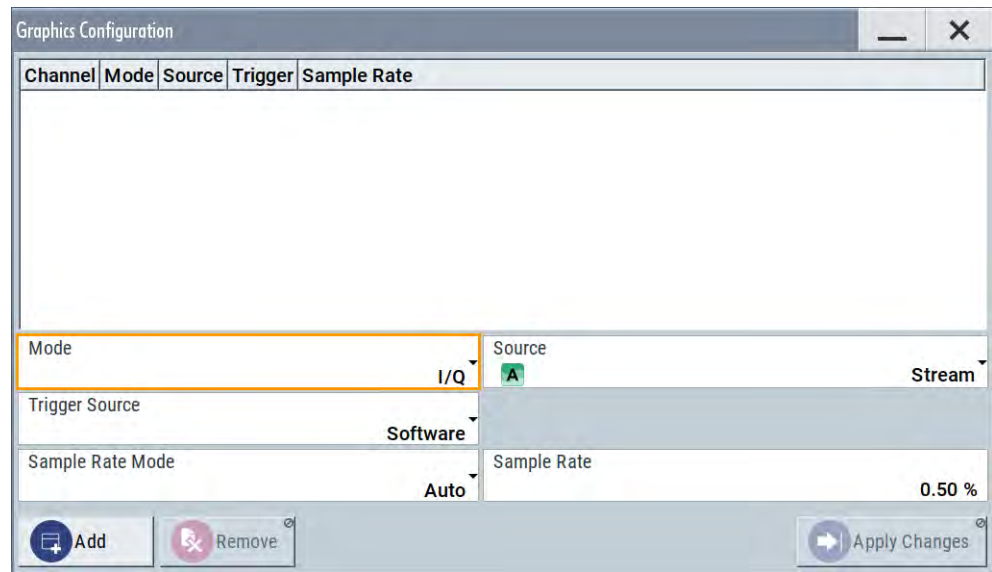 Graphics Configuration
Channel Mode Source Trigger Sample Rate
Mode
I/Q
Source
A Stream
Trigger Source
Software
Sample Rate Mode
Auto
Sample Rate
0.50 %
Add Remove Apply Changes